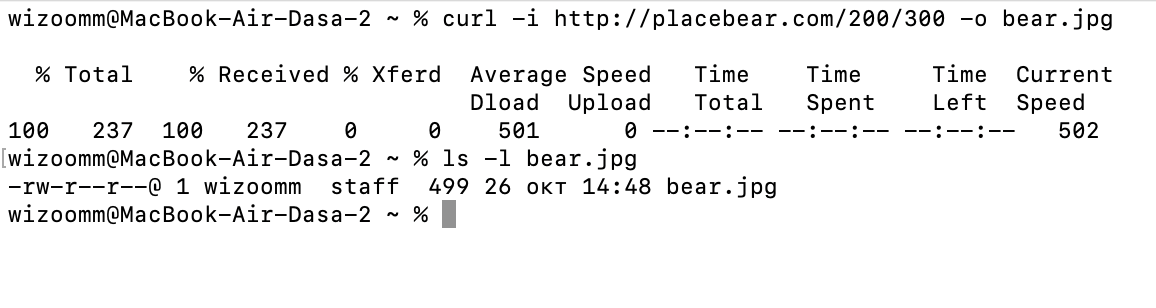 wizoomm@MacBook-Air-Dasa-2 ~ % curl -i http://placebear.com/200/300 -o bear.jpg
% Total % Received % Xferd Average Speed Time Time Time Current
Dload Upload Total Spent Left Speed
100 237 100 237 0 0 501 0 --:--:-- --:--:-- --:--:-- 502
[wizoomm@MacBook-Air-Dasa-2 ~ % ls -l bear.jpg
-rw-r--r--@ 1 wizoomm staff 499 26 окт 14:48 bear.jpg
wizoomm@MacBook-Air-Dasa-2 ~ %